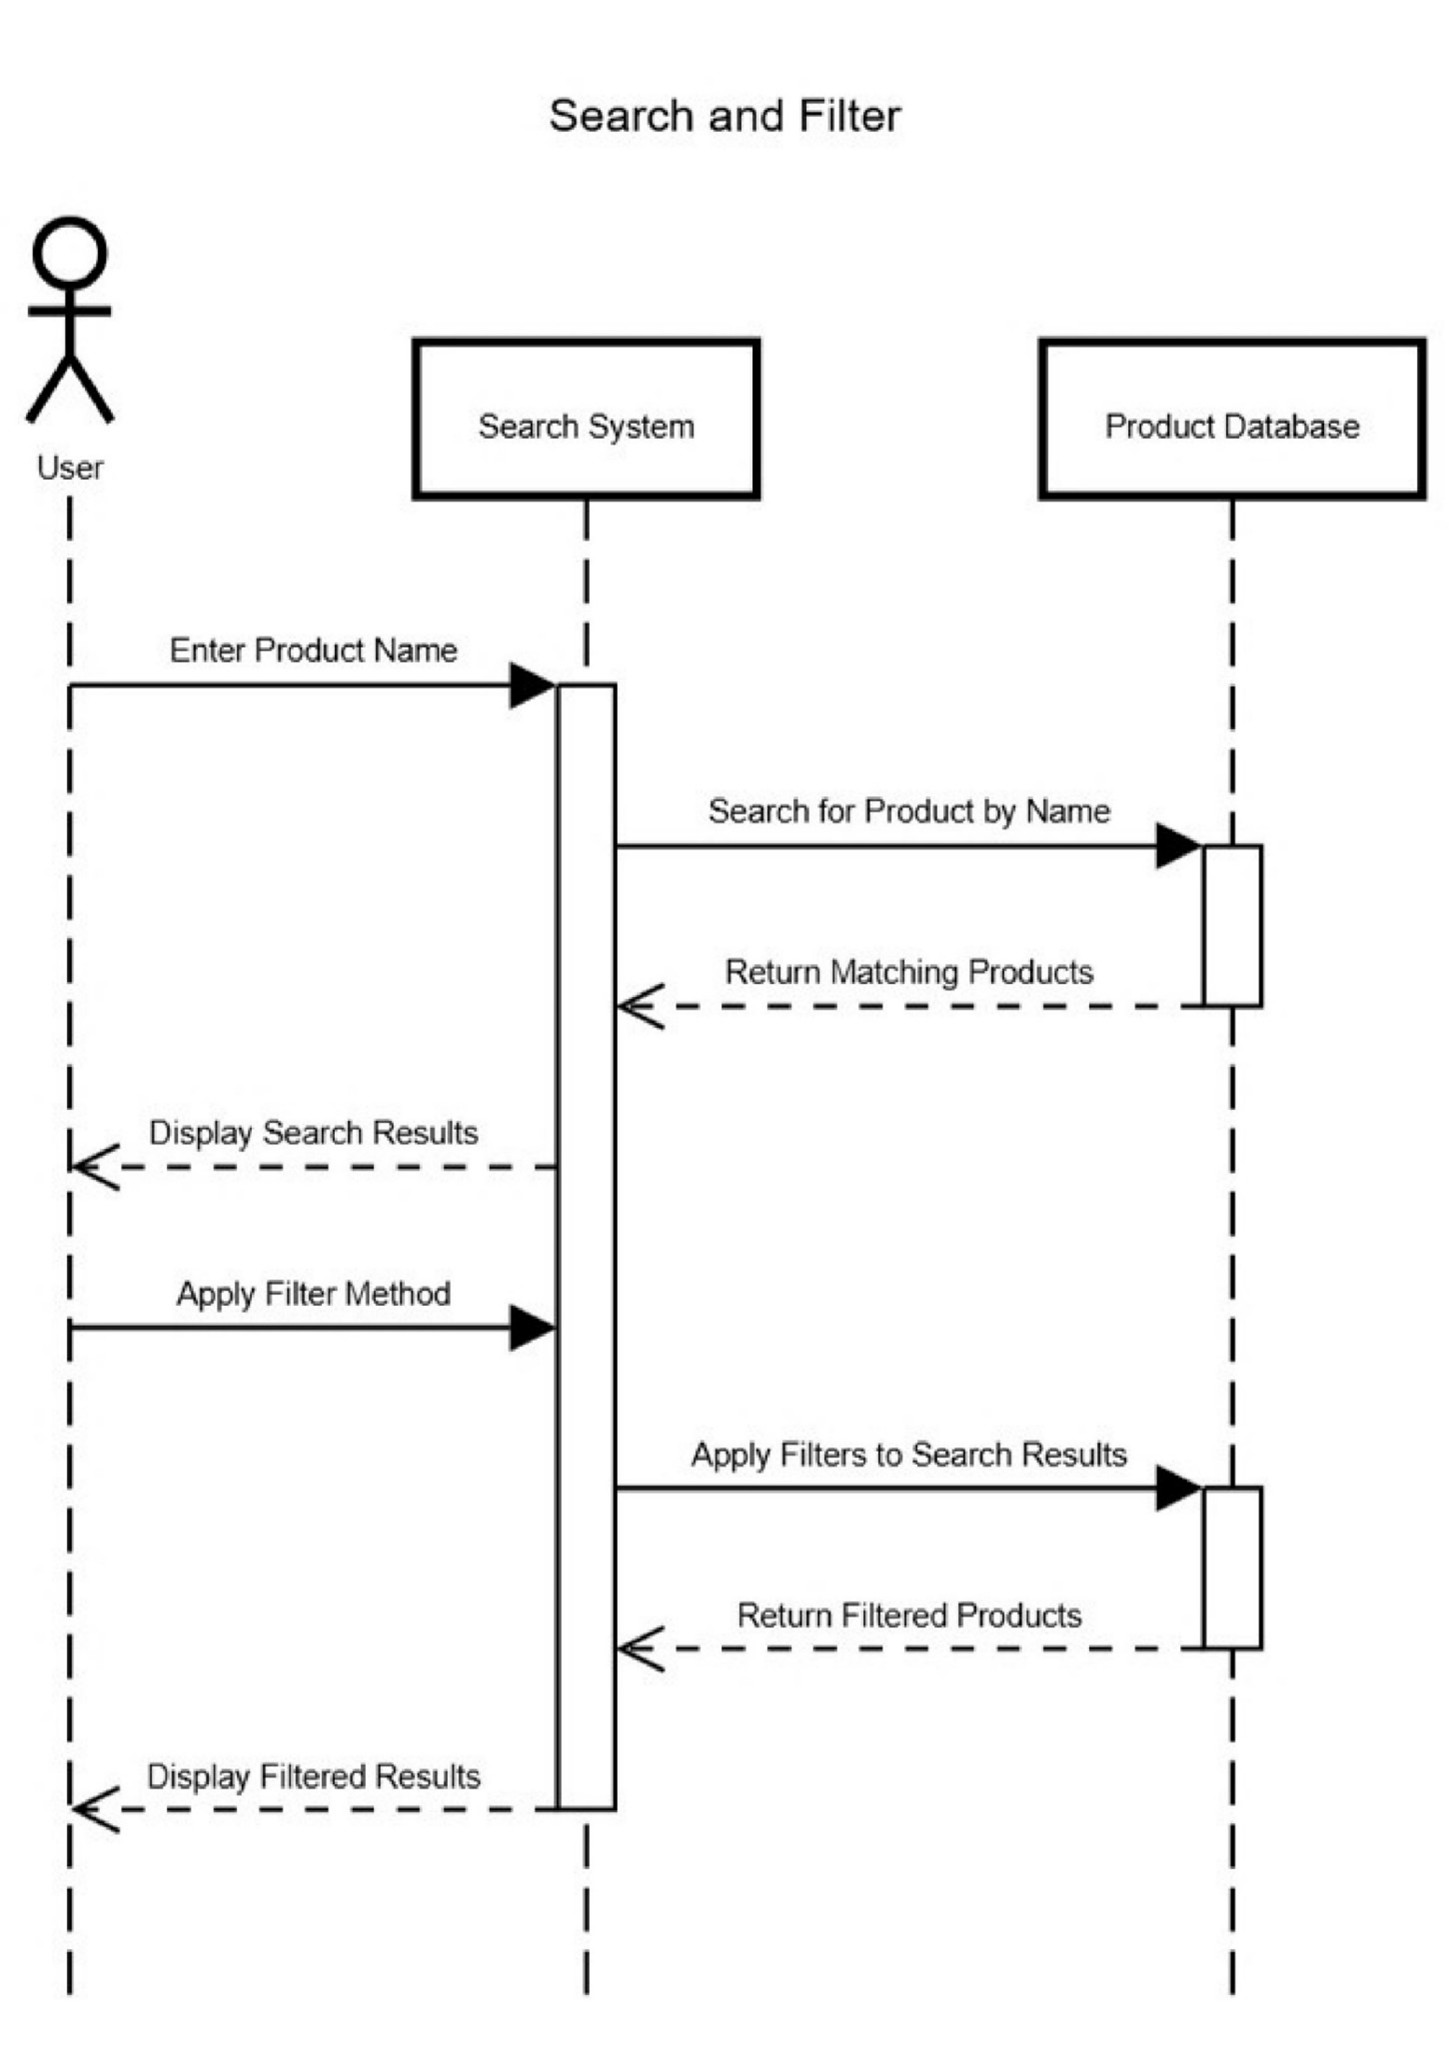 Search and Filter
User
Search System
Product Database
Enter Product Name
Search for Product by Name
Return Matching Products
Display Search Results
Apply Filter Method
Apply Filters to Search Results
Return Filtered Products
Display Filtered Results